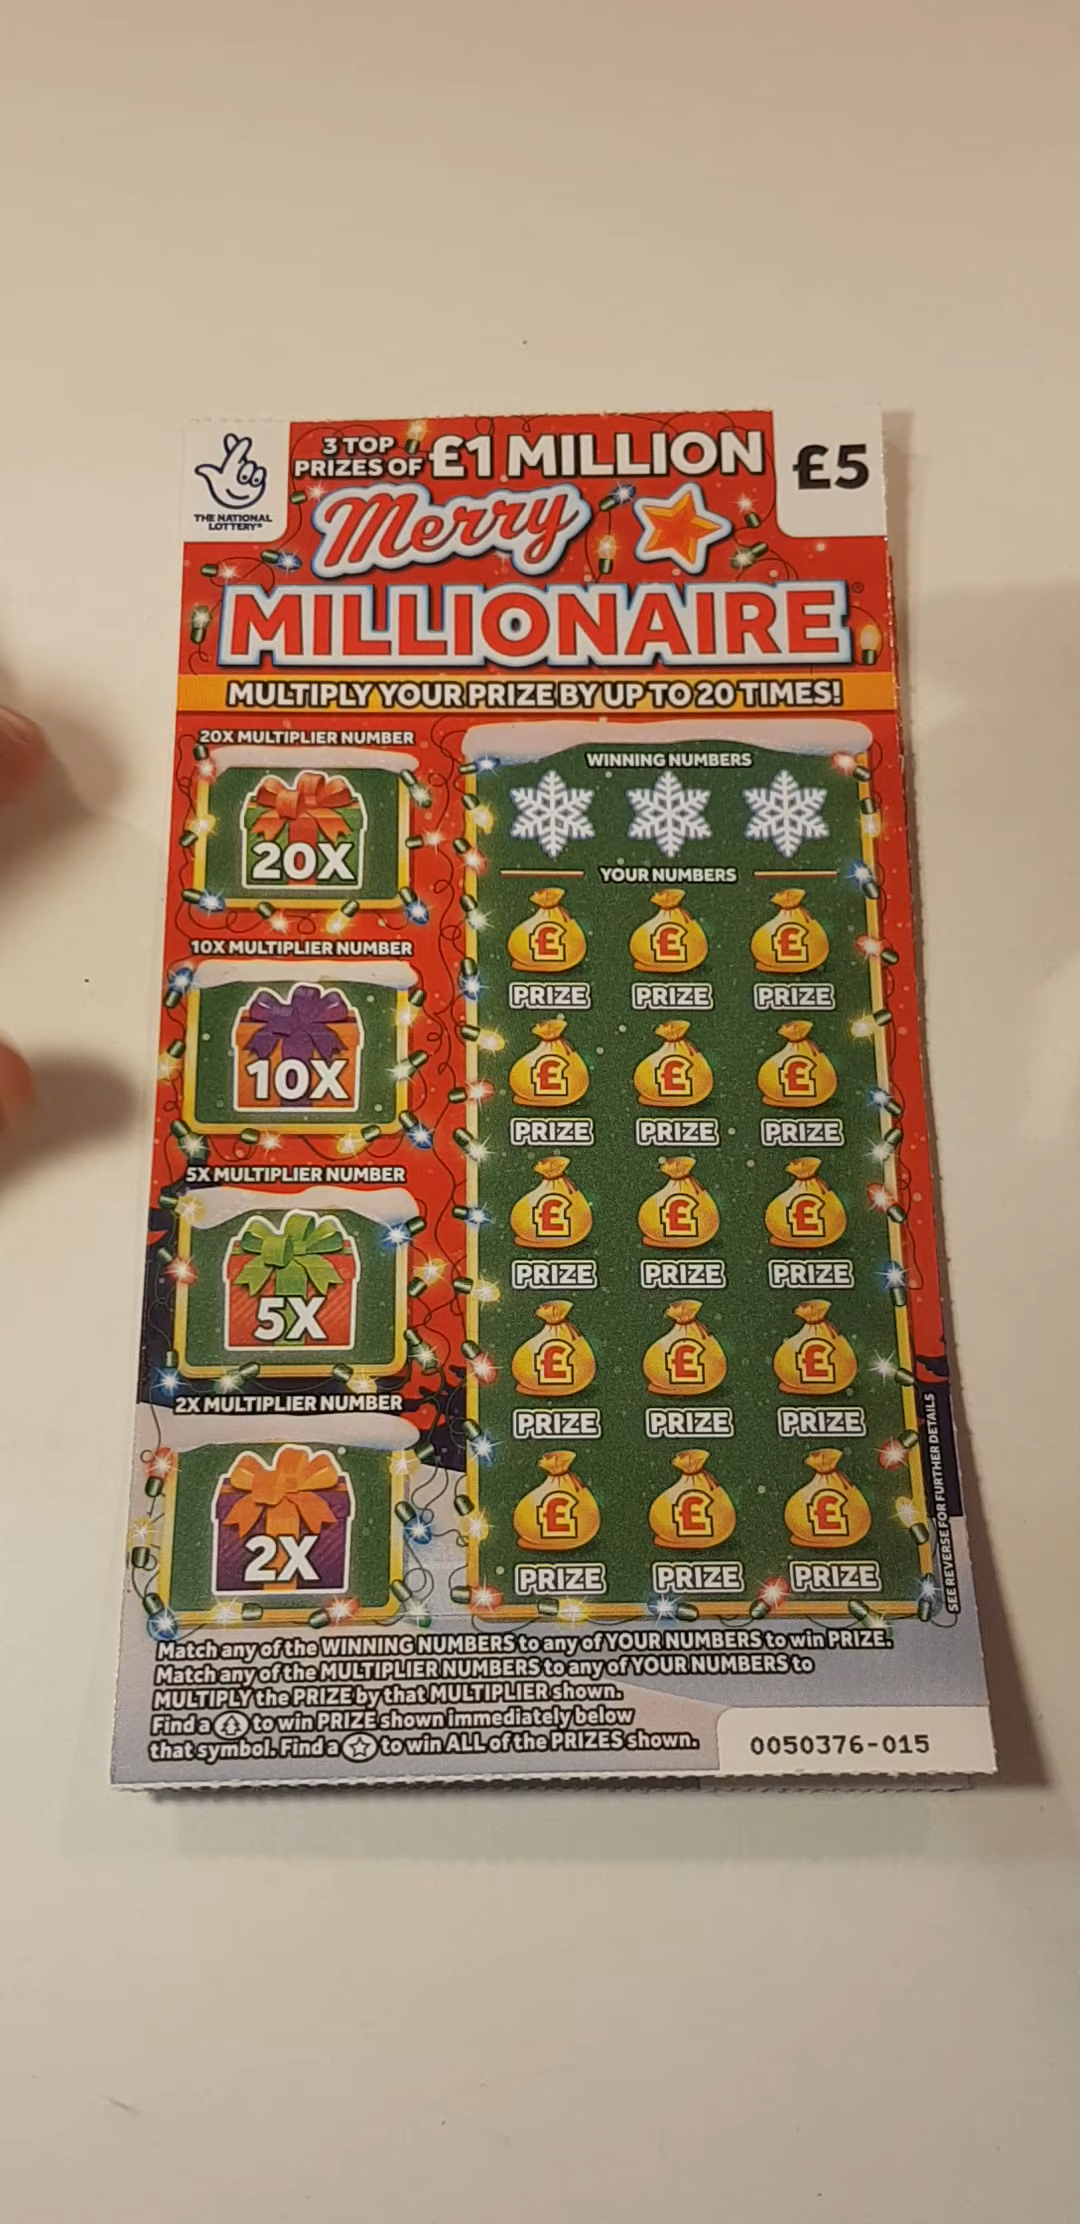 3 TOP
PRIZES OF £1 MILLION
£5
THE NATIONAL
LOTTERY®
Merry
MILLIONAIRE®
MULTIPLY YOUR PRIZE BY UP TO 20 TIMES!
20X MULTIPLIER NUMBER
20X
10X MULTIPLIER NUMBER
10X
5X MULTIPLIER NUMBER
5X
2X MULTIPLIER NUMBER
2X
WINNING NUMBERS
YOUR NUMBERS
£ £ £
PRIZE PRIZE PRIZE
£ £ £
PRIZE PRIZE PRIZE
£ £ £
PRIZE PRIZE PRIZE
£ £ £
PRIZE PRIZE PRIZE
£ £ £
PRIZE PRIZE PRIZE
SEE REVERSE FOR FURTHER DETAILS
Match any of the WINNING NUMBERS to any of YOUR NUMBERS to win PRIZE.
Match any of the MULTIPLIER NUMBERS to any of YOUR NUMBERS to
MULTIPLY the PRIZE by that MULTIPLIER shown.
Find a to win PRIZE shown immediately below
that symbol. Find a to win ALL of the PRIZES shown.
0050376-015